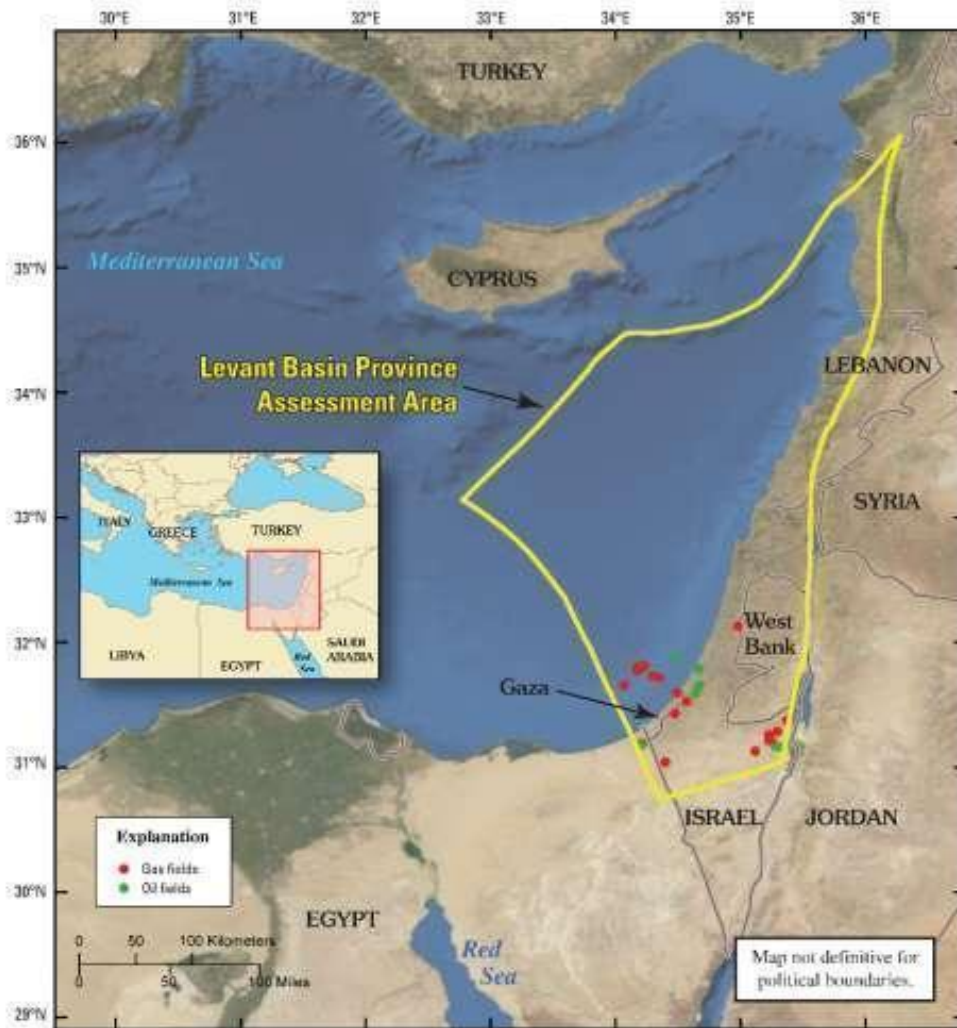 30°E 31°E 32°E 33°E 34°E 35°E 36°E
TURKEY
36°N
35°N
Mediterranean Sea
CYPRUS
Levant Basin Province
Assessment Area
34°N
LEBANON
33°N
SYRIA
ITALY
GREECE
TURKEY
Mediterranean Sea
LIBYA
EGYPT
Red
Sea
SAUDI
ARABIA
32°N
West
Bank
Gaza
31°N
ISRAEL
JORDAN
Explanation
Gas fields
Oil fields
30°N
EGYPT
0 50 100 Kilometers
0 50 100 Miles
Red
Sea
Map not definitive for
political boundaries.
29°N